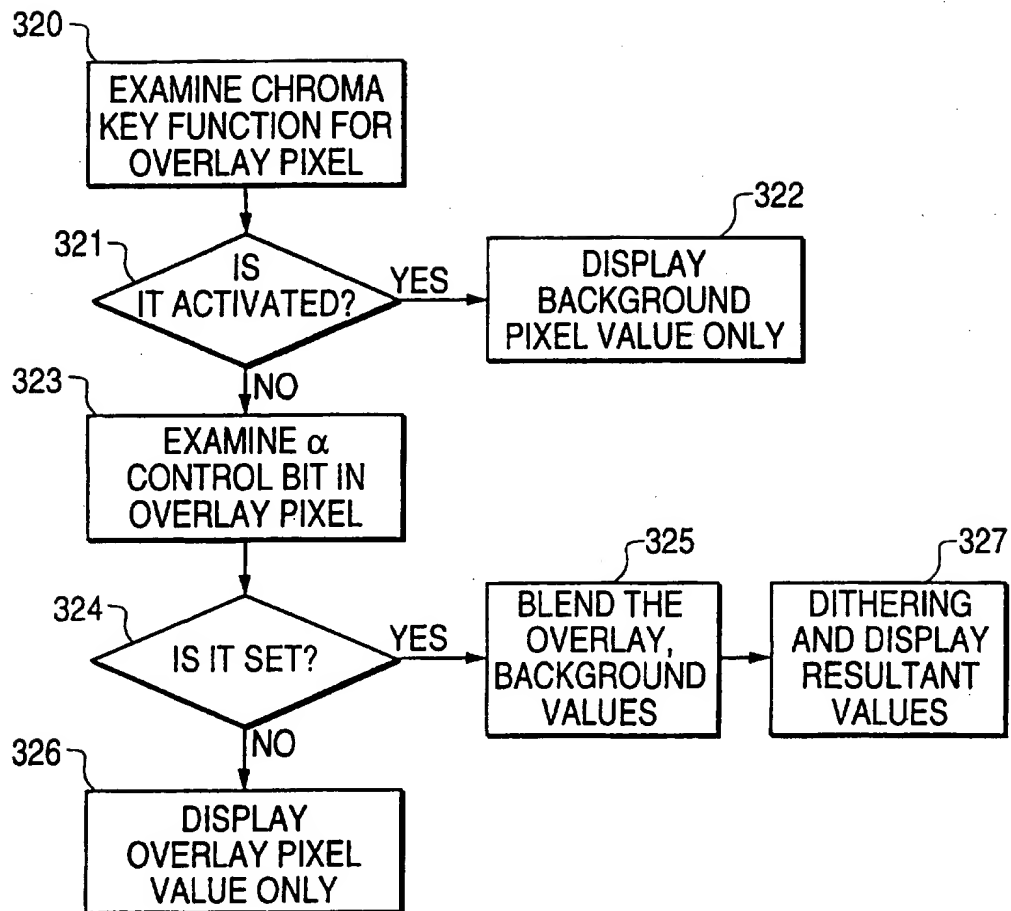 320
EXAMINE CHROMA
KEY FUNCTION FOR
OVERLAY PIXEL
321
IS
IT ACTIVATED?
YES
322
DISPLAY
BACKGROUND
PIXEL VALUE ONLY
NO
323
EXAMINE α
CONTROL BIT IN
OVERLAY PIXEL
324
IS IT SET?
YES
325
BLEND THE
OVERLAY,
BACKGROUND
VALUES
327
DITHERING
AND DISPLAY
RESULTANT
VALUES
NO
326
DISPLAY
OVERLAY PIXEL
VALUE ONLY